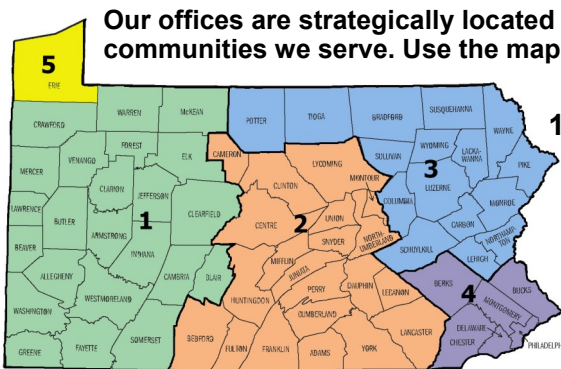 Our offices are strategically located
communities we serve. Use the map
5
ERIE
1
WARREN
McKEAN
POTTER
TIOGA
BRADFORD
SUSQUEHANNA
WAYNE
CRAWFORD
FOREST
ELK
CAMERON
LYCOMING
SULLIVAN
WYOMING
LACKA-
WANNA
PIKE
MERCER
VENANGO
CLARION
JEFFERSON
CLINTON
MONTOUR
COLUMBIA
3
LUZERNE
MONROE
LAWRENCE
BUTLER
ARMSTRONG
1
CLEARFIELD
CENTRE
2
UNION
SNYDER
NORTH-
UMBERLAND
CARBON
NORTHAMP-
TON
BEAVER
INDIANA
MIFFLIN
JUNIATA
SCHUYLKILL
LEHIGH
ALLEGHENY
CAMBRIA
BLAIR
PERRY
DAUPHIN
LEBANON
BERKS
4
BUCKS
WASHINGTON
WESTMORELAND
HUNTINGDON
CUMBERLAND
MONTGOMERY
GREENE
FAYETTE
SOMERSET
BEDFORD
FULTON
FRANKLIN
ADAMS
YORK
LANCASTER
CHESTER
DELAWARE
PHILADELPH